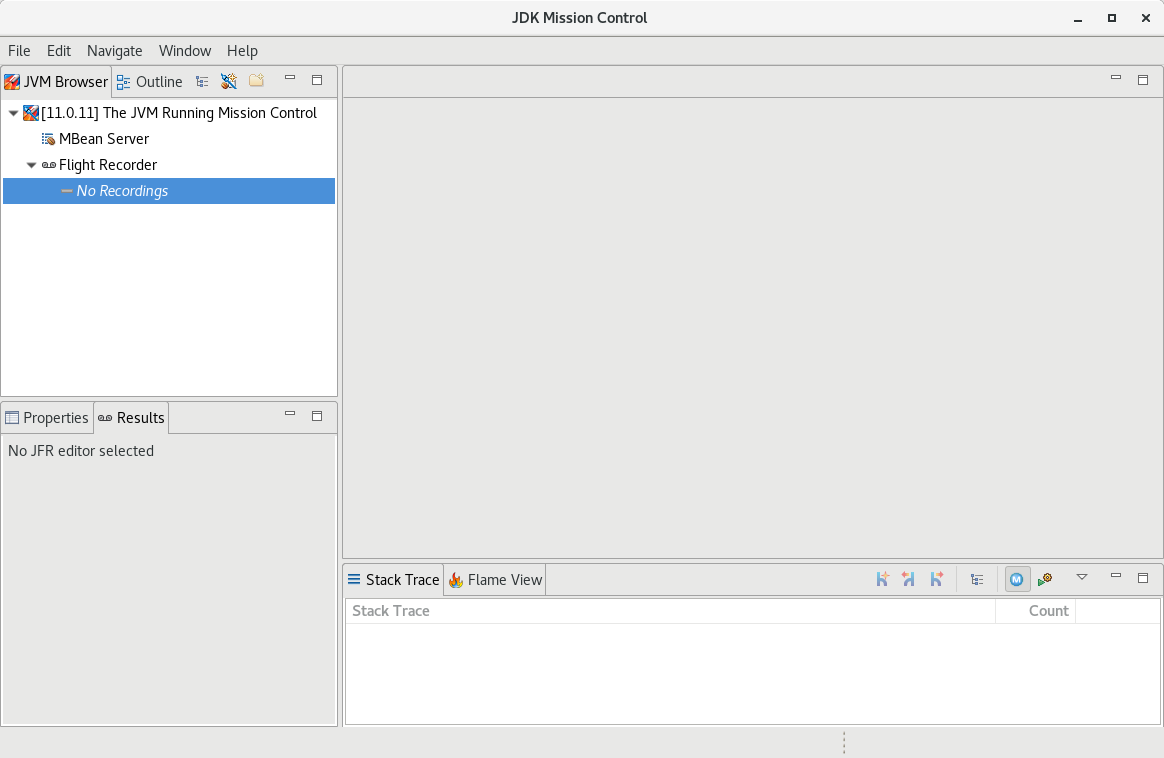 JDK Mission Control
File Edit Navigate Window Help
JVM Browser Outline
[11.0.11] The JVM Running Mission Control
MBean Server
Flight Recorder
No Recordings
Properties Results
No JFR editor selected
Stack Trace Flame View
M
Stack Trace Count